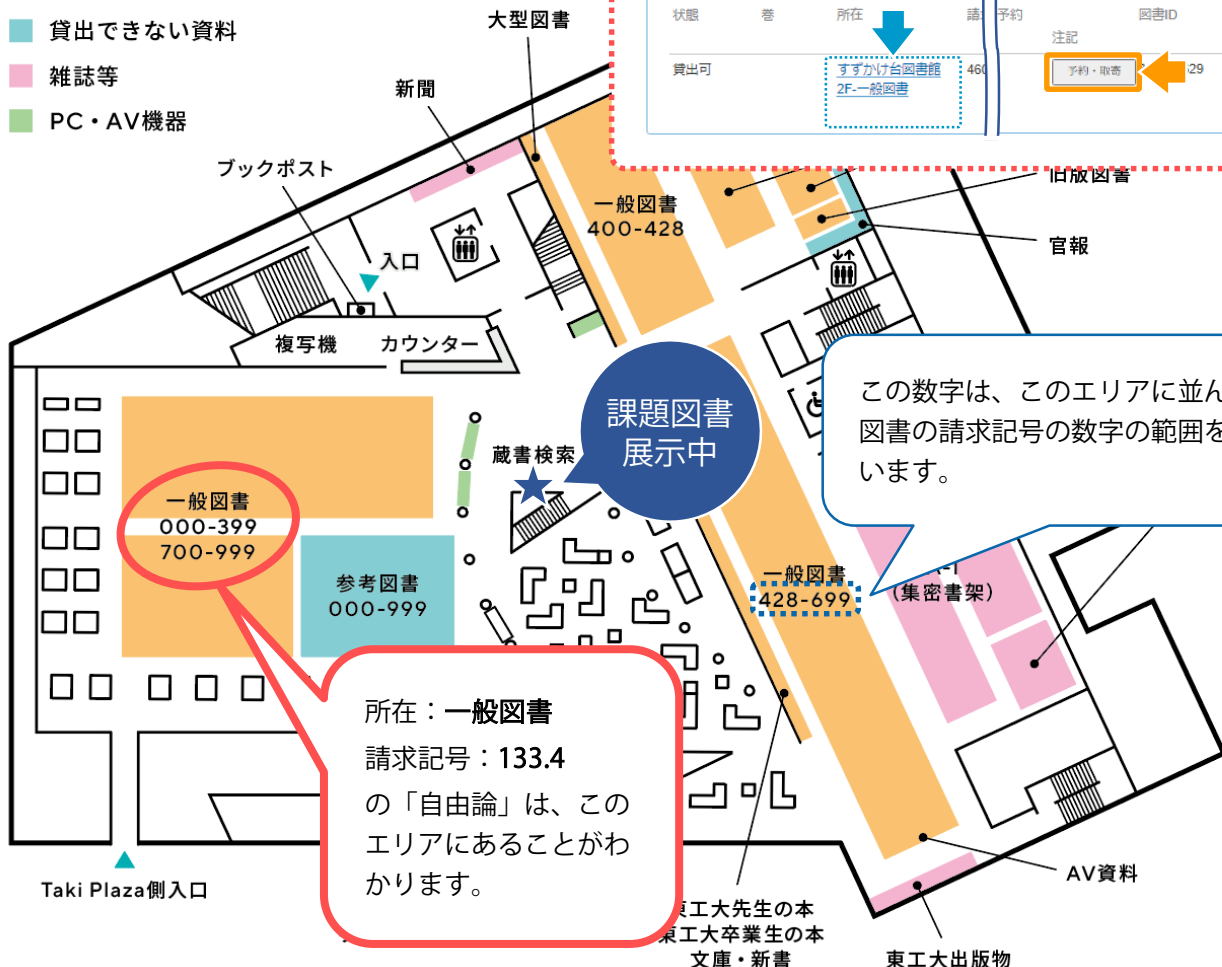 貸出できない資料
雑誌等
PC・AV機器
大型図書
新聞
ブックポスト
状態
巻
所在
予約
図書ID
注記
貸出可
すずかけ台図書館
2F-一般図書
460
予約・取寄
29
旧版図書
官報
一般図書
400-428
入口
複写機
カウンター
課題図書
展示中
蔵書検索
この数字は、このエリアに並ん
図書の請求記号の数字の範囲を
います。
一般図書
000-399
700-999
参考図書
000-999
一般図書
428-699
(集密書架)
所在：一般図書
請求記号：133.4
の「自由論」は、この
エリアにあることがわ
かります。
Taki Plaza側入口
AV資料
東工大先生の本
東工大卒業生の本
文庫・新書
東工大出版物